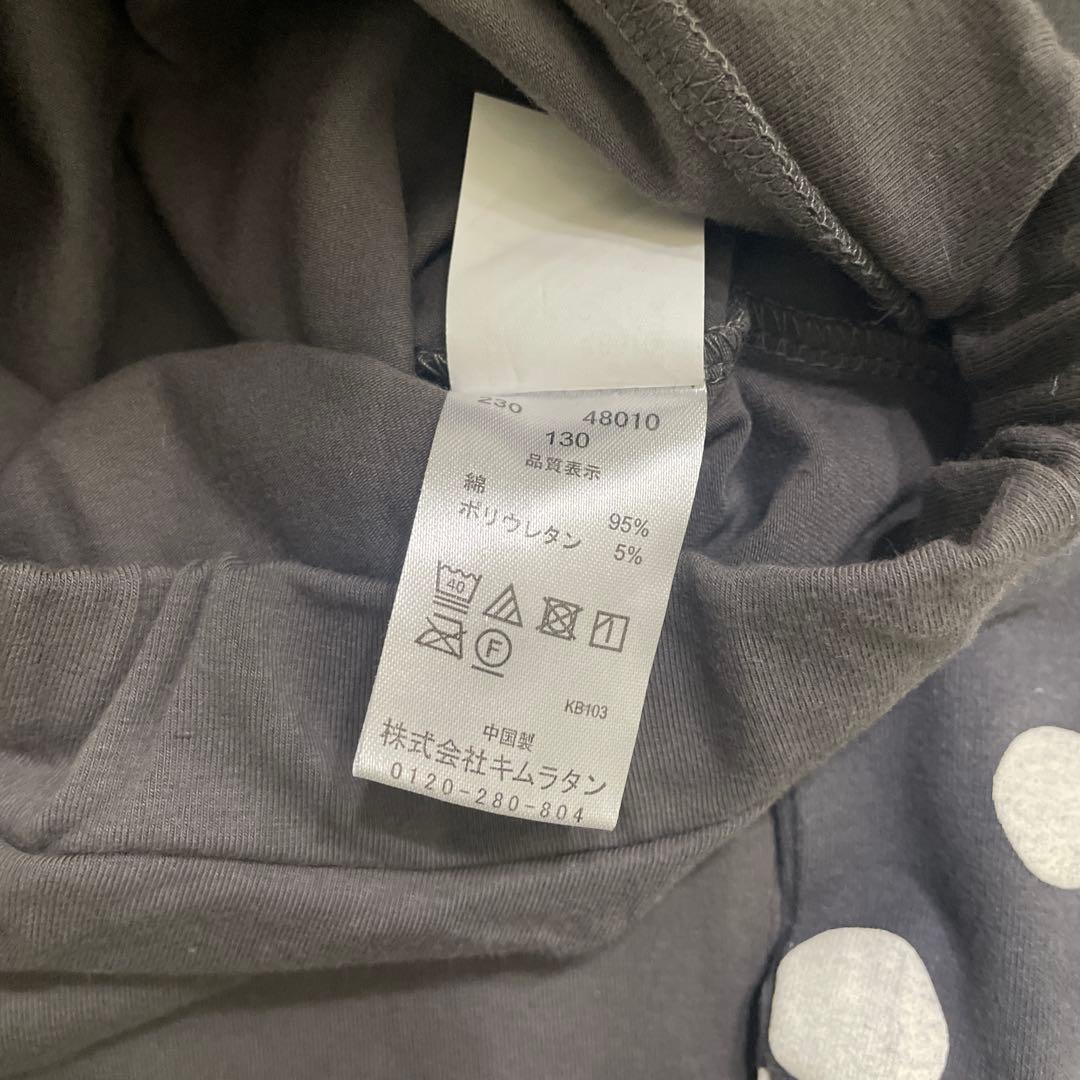 230 48010
130
品質表示
綿 95%
ポリウレタン 5%
40
F
KB103
中国製
株式会社キムラタン
0120-280-804